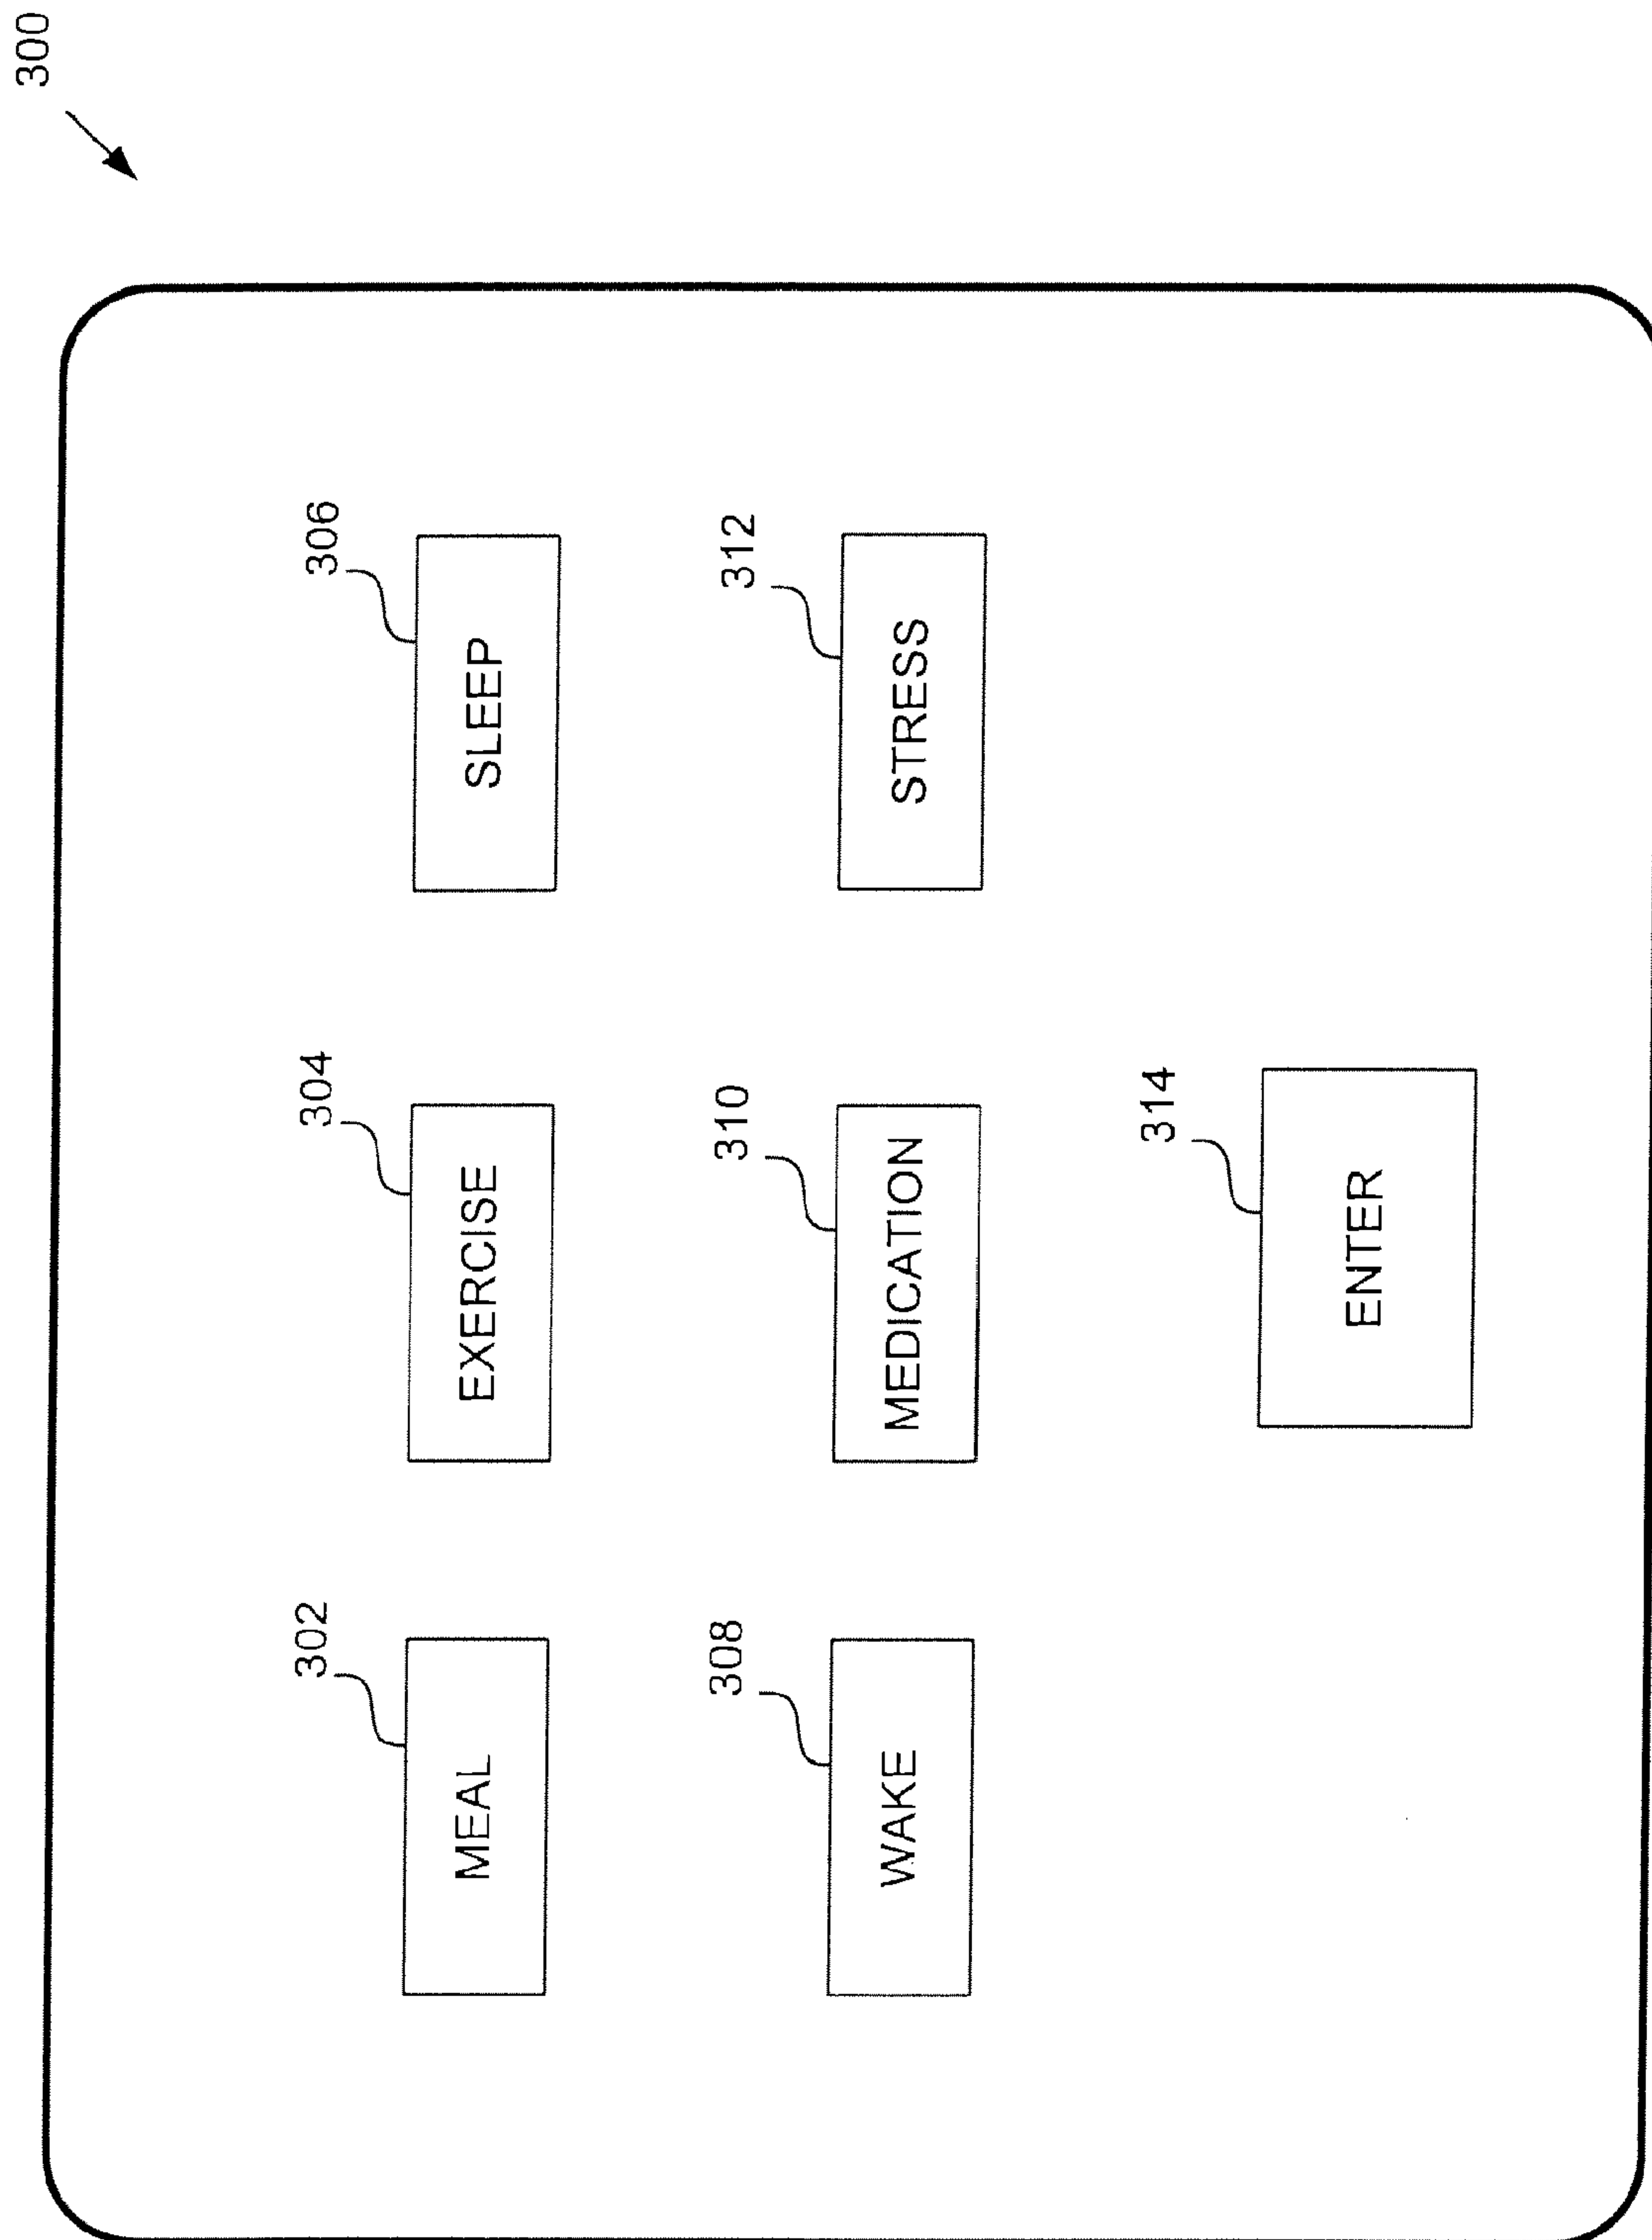 300
302
304
306
MEAL
EXERCISE
SLEEP
308
310
312
WAKE
MEDICATION
STRESS
314
ENTER